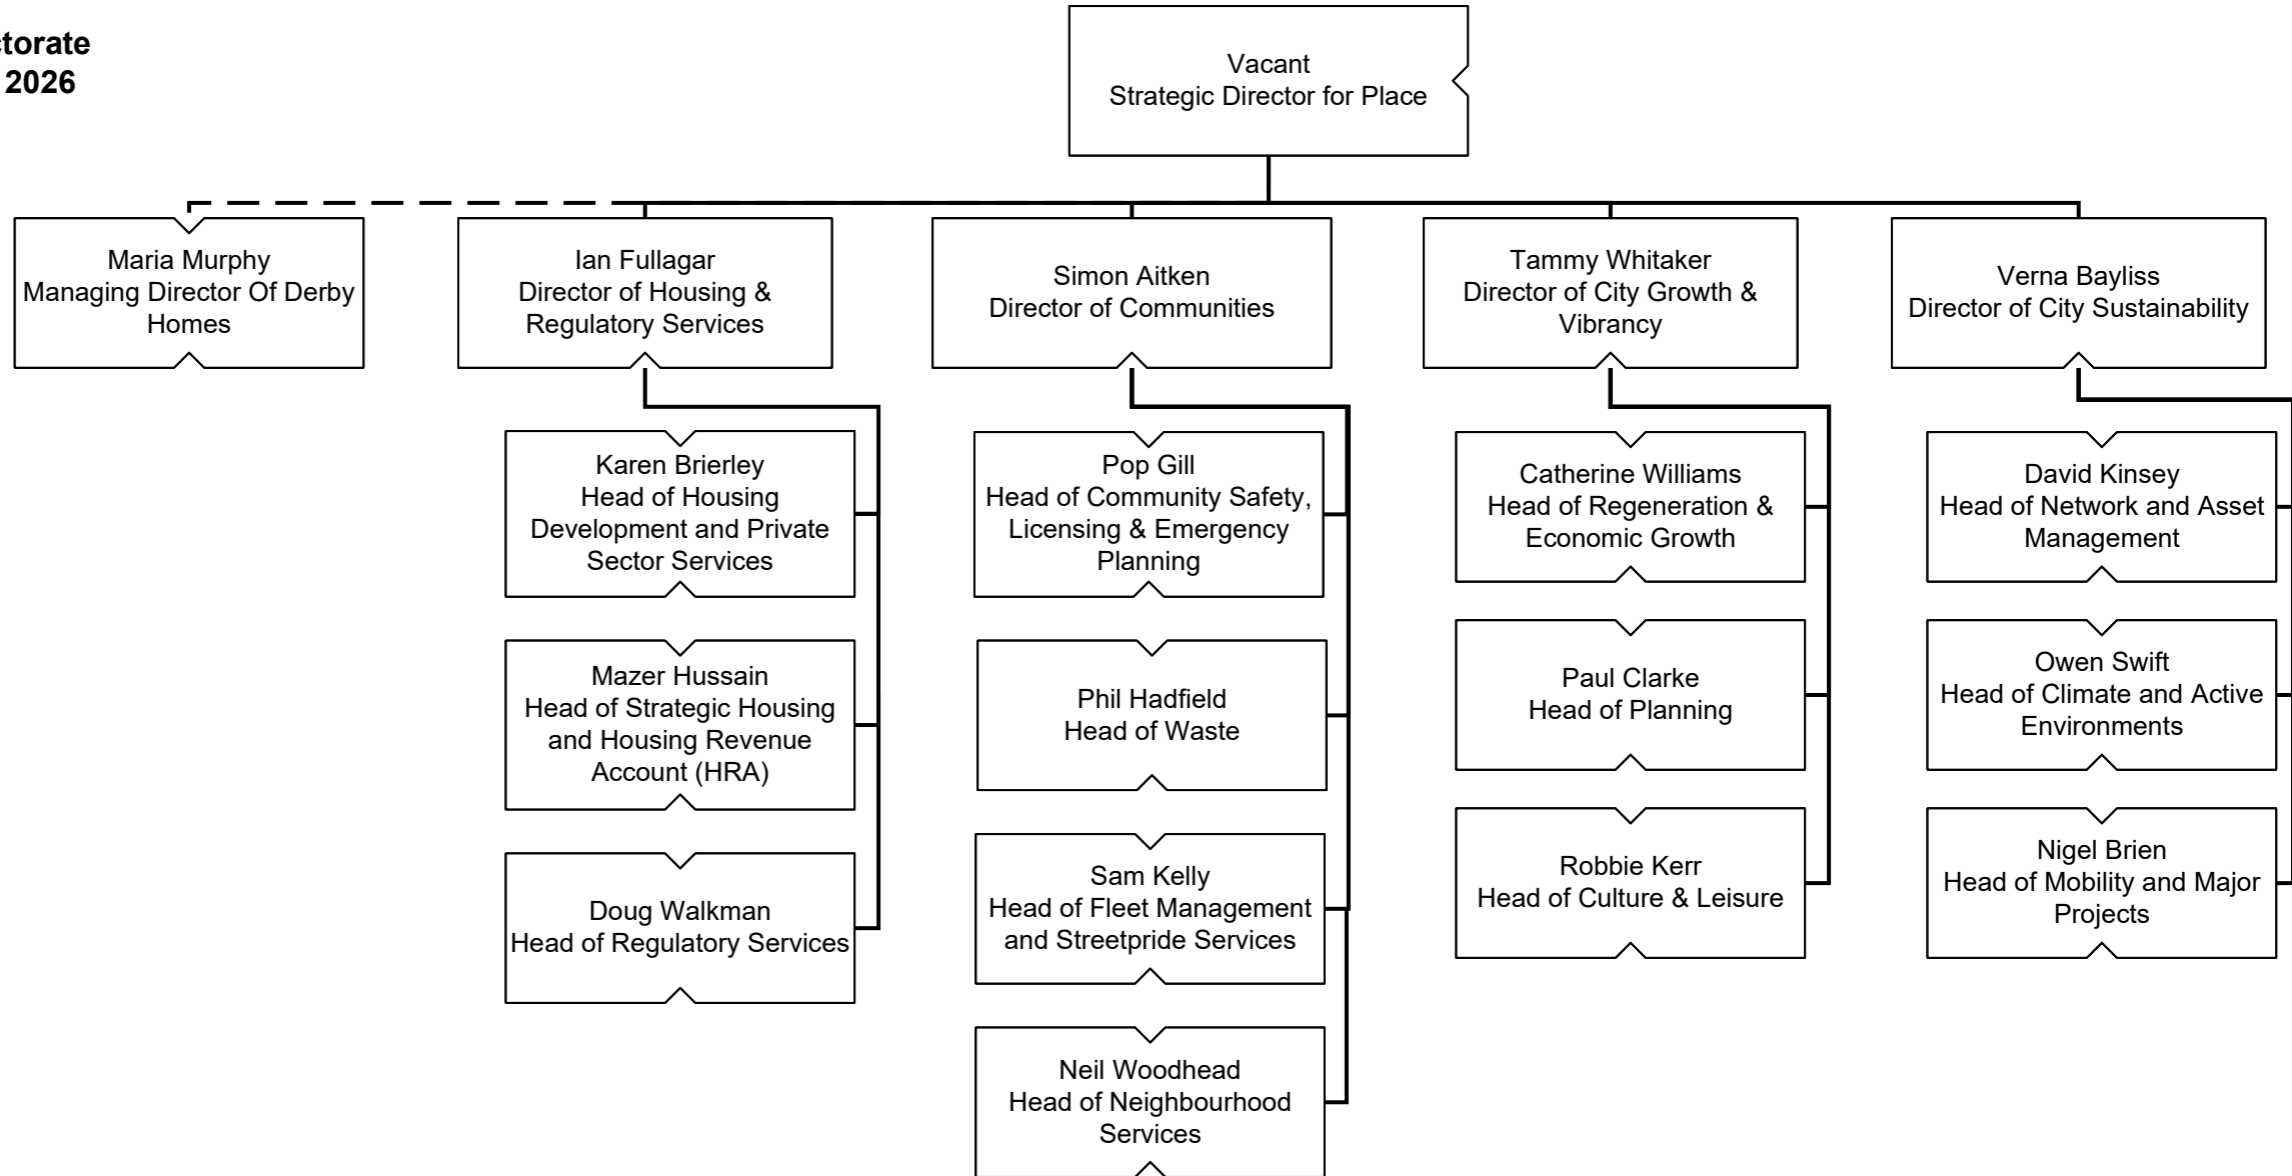 2026
Vacant
Strategic Director for Place
Maria Murphy
Managing Director Of Derby
Homes
Ian Fullagar
Director of Housing &
Regulatory Services
Simon Aitken
Director of Communities
Tammy Whitaker
Director of City Growth &
Vibrancy
Verna Bayliss
Director of City Sustainability
Karen Brierley
Head of Housing
Development and Private
Sector Services
Mazer Hussain
Head of Strategic Housing
and Housing Revenue
Account (HRA)
Doug Walkman
Head of Regulatory Services
Pop Gill
Head of Community Safety,
Licensing & Emergency
Planning
Phil Hadfield
Head of Waste
Sam Kelly
Head of Fleet Management
and Streetpride Services
Neil Woodhead
Head of Neighbourhood
Services
Catherine Williams
Head of Regeneration &
Economic Growth
Paul Clarke
Head of Planning
Robbie Kerr
Head of Culture & Leisure
David Kinsey
Head of Network and Asset
Management
Owen Swift
Head of Climate and Active
Environments
Nigel Brien
Head of Mobility and Major
Projects